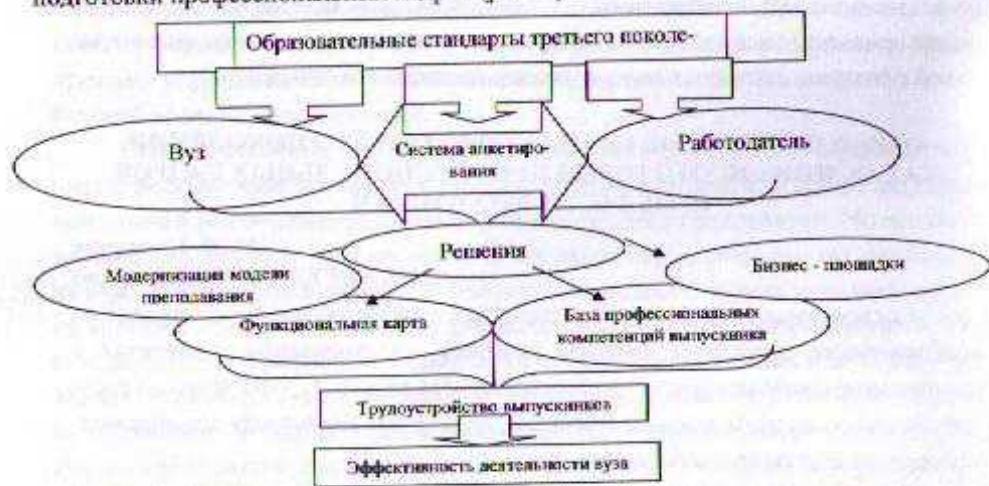 подготовки профессиональных
Образовательные стандарты третьего поколе-
Вуз
Система анкетиро-
вания
Работодатель
Решения
Модернизация модели
преподавания
Бизнес - площадки
Функциональная карта
База профессиональных
компетенций выпускника
Трудоустройство выпускников
Эффективность деятельности вуза